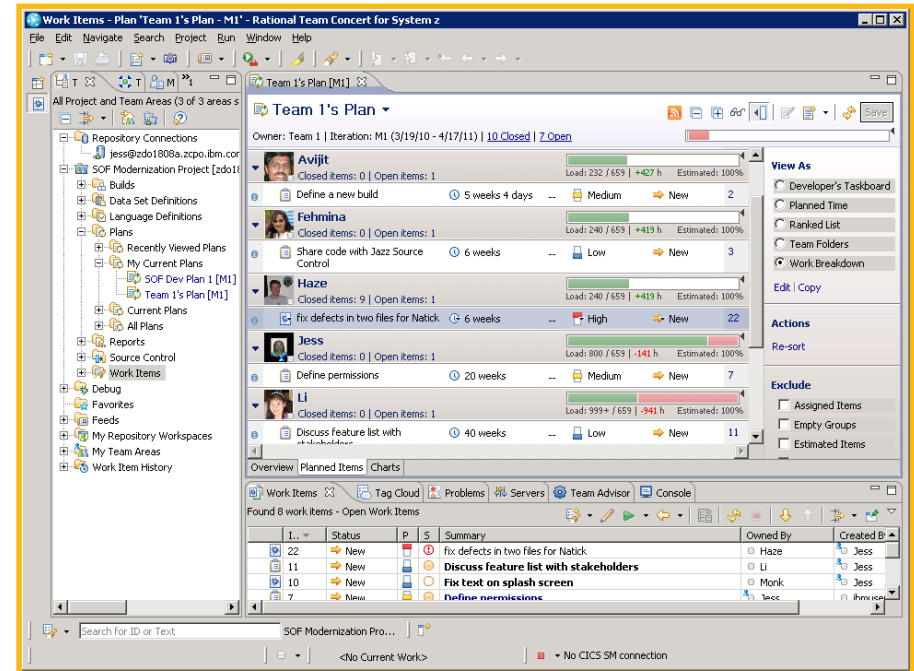 Work Items - Plan 'Team 1's Plan - M1' - Rational Team Concert for System z
File Edit Navigate Search Project Run Window Help
T T M »1
Team 1's Plan [M1]
All Project and Team Areas (3 of 3 areas s
Repository Connections
jess@zdo1808a.zcpo.ibm.cor
SOF Modernization Project [zdo18
Builds
Data Set Definitions
Language Definitions
Plans
Recently Viewed Plans
My Current Plans
SOF Dev Plan 1 [M1]
Team 1's Plan [M1]
Current Plans
All Plans
Reports
Source Control
Work Items
Debug
Favorites
Feeds
My Repository Workspaces
My Team Areas
Work Item History
Team 1's Plan
Save
Owner: Team 1 | Iteration: M1 (3/19/10 - 4/17/11) | 10 Closed | 7 Open
Avijit
Closed items: 0 | Open items: 1
Load: 232 / 659 | +427 h Estimated: 100%
Define a new build 5 weeks 4 days -- Medium New 2
Fehmina
Closed items: 0 | Open items: 1
Load: 240 / 659 | +419 h Estimated: 100%
Share code with Jazz Source Control 6 weeks -- Low New 3
Haze
Closed items: 9 | Open items: 1
Load: 240 / 659 | +419 h Estimated: 100%
fix defects in two files for Natick 6 weeks -- High New 22
Jess
Closed items: 0 | Open items: 1
Load: 800 / 659 | -141 h Estimated: 100%
Define permissions 20 weeks -- Medium New 7
Li
Closed items: 0 | Open items: 1
Load: 999+ / 659 | -941 h Estimated: 100%
Discuss feature list with stakeholders 40 weeks -- Low New 11
View As
Developer's Taskboard
Planned Time
Ranked List
Team Folders
Work Breakdown
Edit | Copy
Actions
Re-sort
Exclude
Assigned Items
Empty Groups
Estimated Items
Overview Planned Items Charts
Work Items Tag Cloud Problems Servers Team Advisor Console
Found 8 work items - Open Work Items
I.. Status P S Summary Owned By Created B
22 New fix defects in two files for Natick Haze Jess
11 New Discuss feature list with stakeholders Li Jess
10 New Fix text on splash screen Monk Jess
7 New Define permissions Jess ibmuse
Search for ID or Text SOF Modernization Pro...
<No Current Work> No CICS SM connection